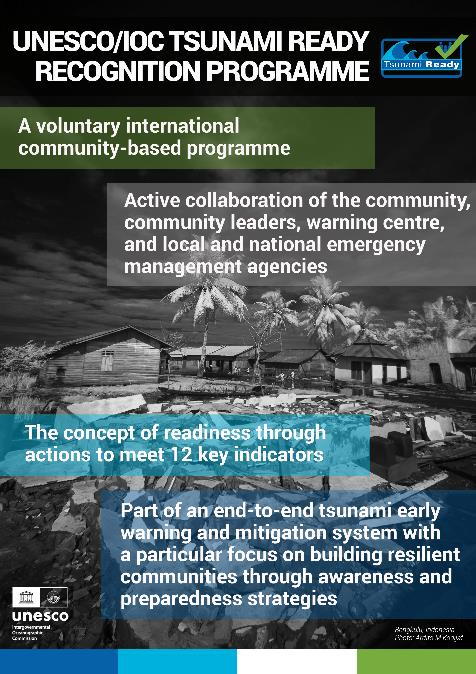 UNESCO/IOC TSUNAMI READY
RECOGNITION PROGRAMME
Tsunami Ready
A voluntary international
community-based programme
Active collaboration of the community,
community leaders, warning centre,
and local and national emergency
management agencies
The concept of readiness through
actions to meet 12 key indicators
Part of an end-to-end tsunami early
warning and mitigation system with
a particular focus on building resilient
communities through awareness and
preparedness strategies
unesco
Intergovernmental
Oceanographic
Commission
Bengkulu, Indonesia
Photo: Ardito M Kodijat